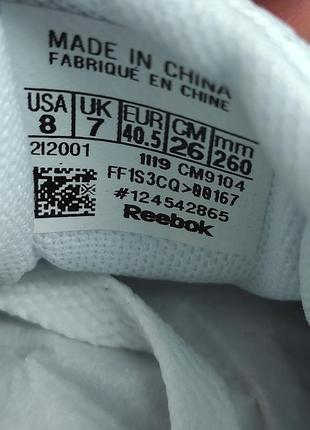 MADE IN CHINA
FABRIQUÉ EN CHINE
USA UK EUR CM mm
8 7 40.5 26 260
212001 1119 CM9104
FF1S3CQ>00167
#124542865
Reebok